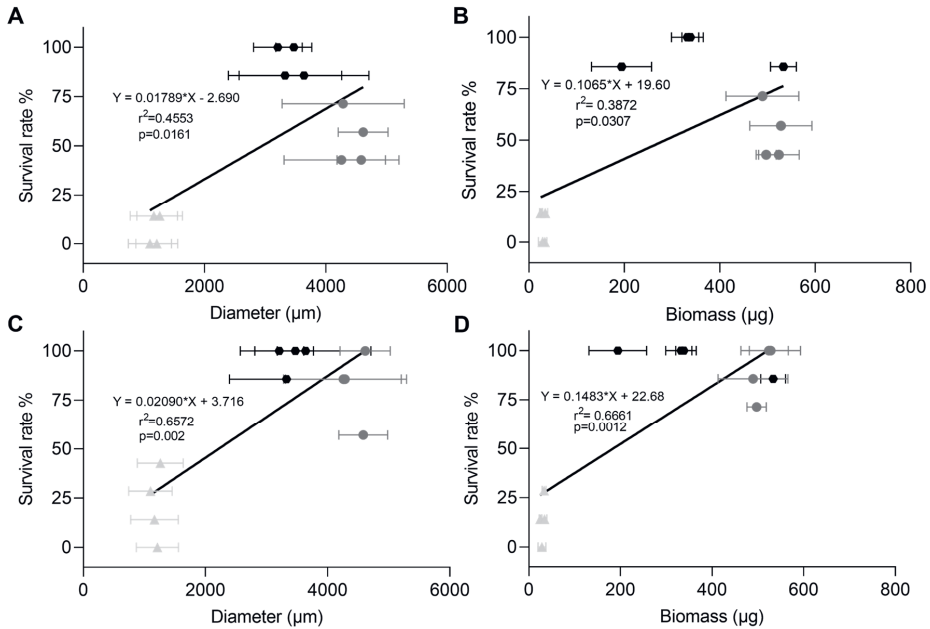 A
Survival rate %
100
75
50
25
0
Y = 0.01789*X - 2.690
r²=0.4553
p=0.0161
0
2000
4000
6000
Diameter (µm)
B
Survival rate %
100
75
50
25
0
Y = 0.1065*X + 19.60
r² = 0.3872
p=0.0307
0
200
400
600
800
Biomass (µg)
C
Survival rate %
100
75
50
25
0
Y = 0.02090*X + 3.716
r²=0.6572
p=0.002
0
2000
4000
6000
Diameter (µm)
D
Survival rate %
100
75
50
25
0
Y = 0.1483*X + 22.68
r² = 0.6661
p=0.0012
0
200
400
600
800
Biomass (µg)